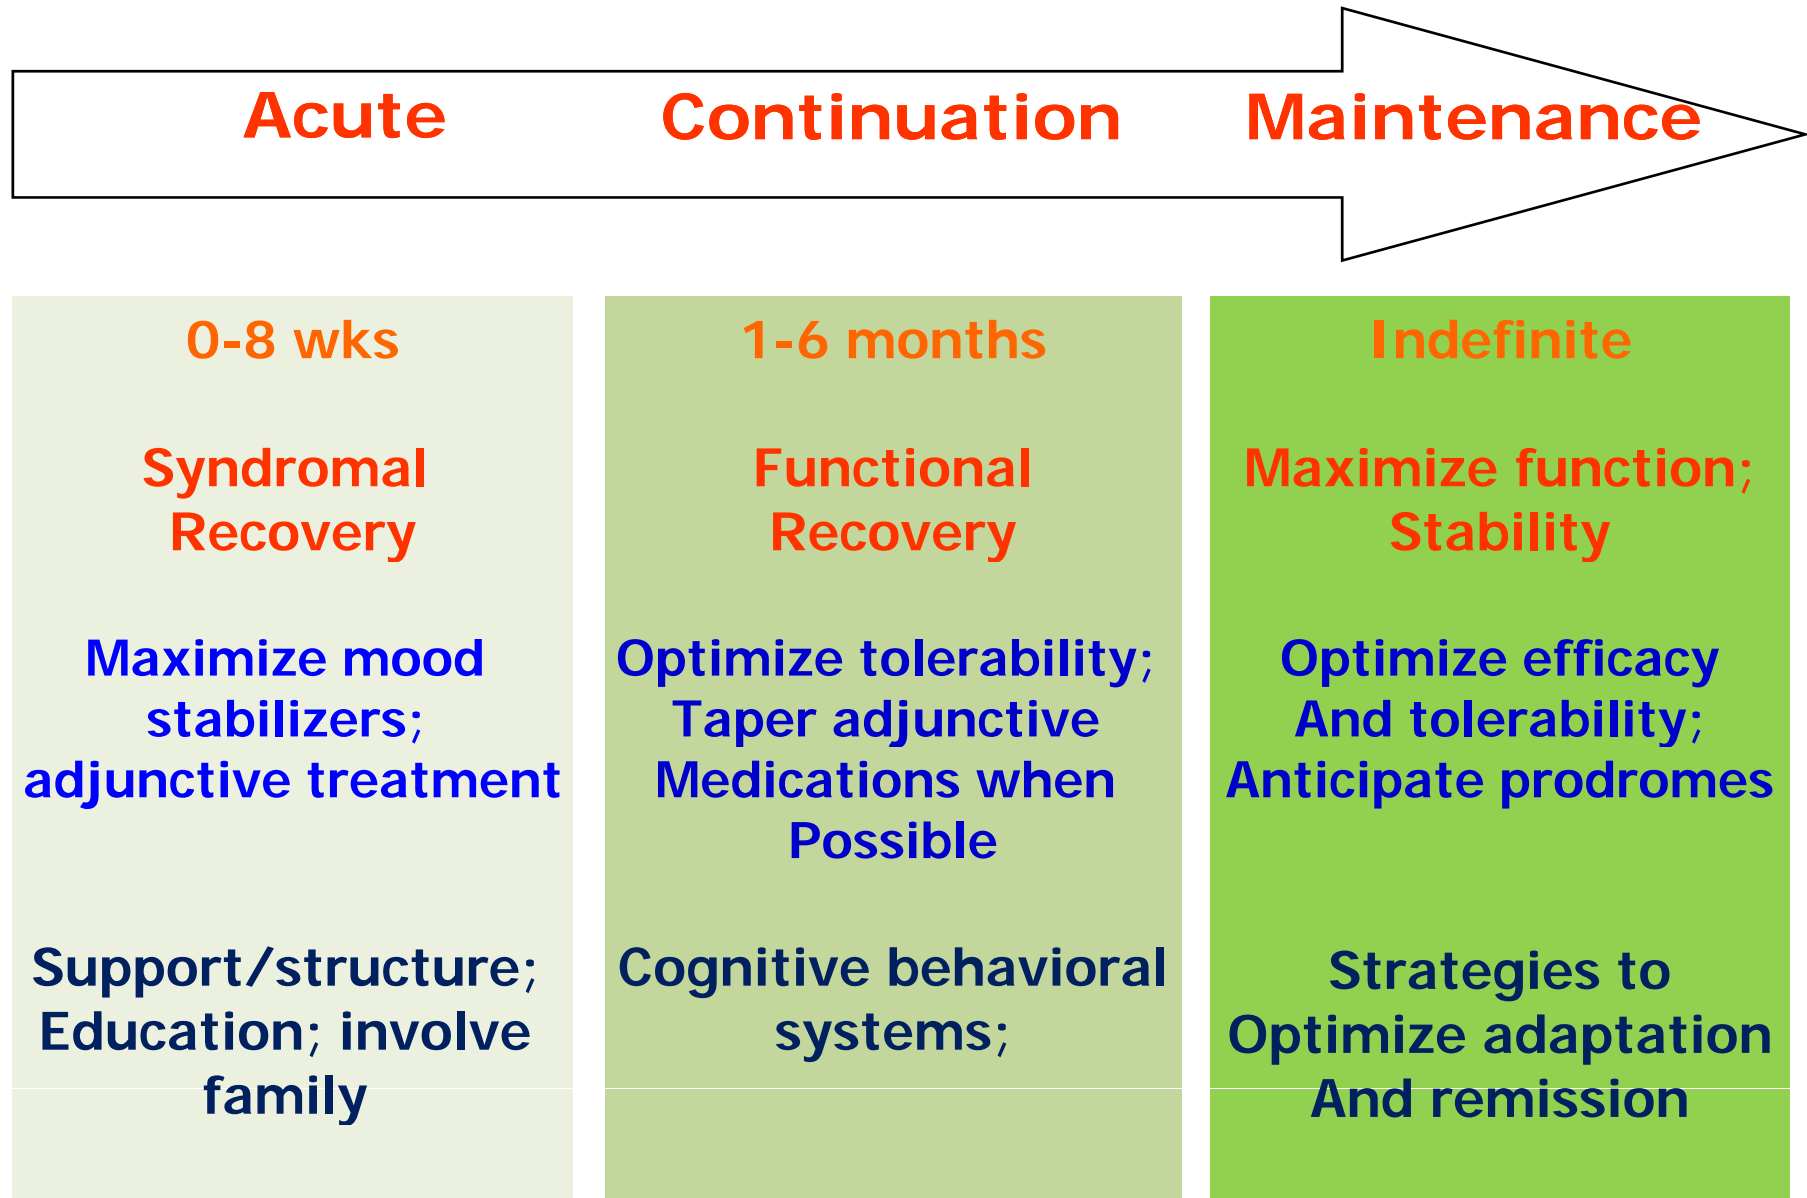 Acute Continuation Maintenance
0-8 wks
Syndromal
Recovery
Maximize mood
stabilizers;
adjunctive treatment
Support/structure;
Education; involve
family
1-6 months
Functional
Recovery
Optimize tolerability;
Taper adjunctive
Medications when
Possible
Cognitive behavioral
systems;
Indefinite
Maximize function;
Stability
Optimize efficacy
And tolerability;
Anticipate prodromes
Strategies to
Optimize adaptation
And remission